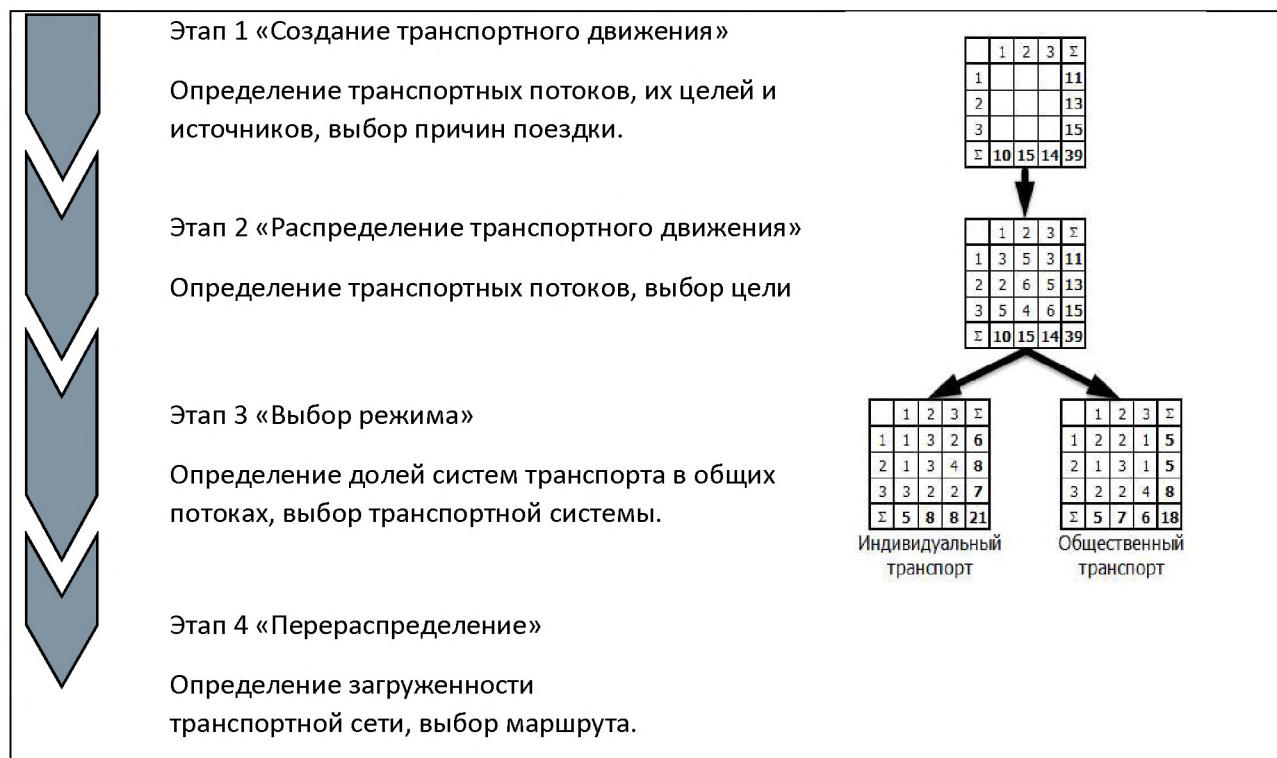 Этап 1 «Создание транспортного движения»
Определение транспортных потоков, их целей и
источников, выбор причин поездки.
1 2 3 Σ
1 11
2 13
3 15
Σ 10 15 14 39
Этап 2 «Распределение транспортного движения»
Определение транспортных потоков, выбор цели
1 2 3 Σ
1 3 5 3 11
2 2 6 5 13
3 5 4 6 15
Σ 10 15 14 39
Этап 3 «Выбор режима»
Определение долей систем транспорта в общих
потоках, выбор транспортной системы.
1 2 3 Σ
1 1 3 2 6
2 1 3 4 8
3 3 2 2 7
Σ 5 8 8 21
Индивидуальный
транспорт
1 2 3 Σ
1 2 2 1 5
2 1 3 1 5
3 2 2 4 8
Σ 5 7 6 18
Общественный
транспорт
Этап 4 «Перераспределение»
Определение загруженности
транспортной сети, выбор маршрута.